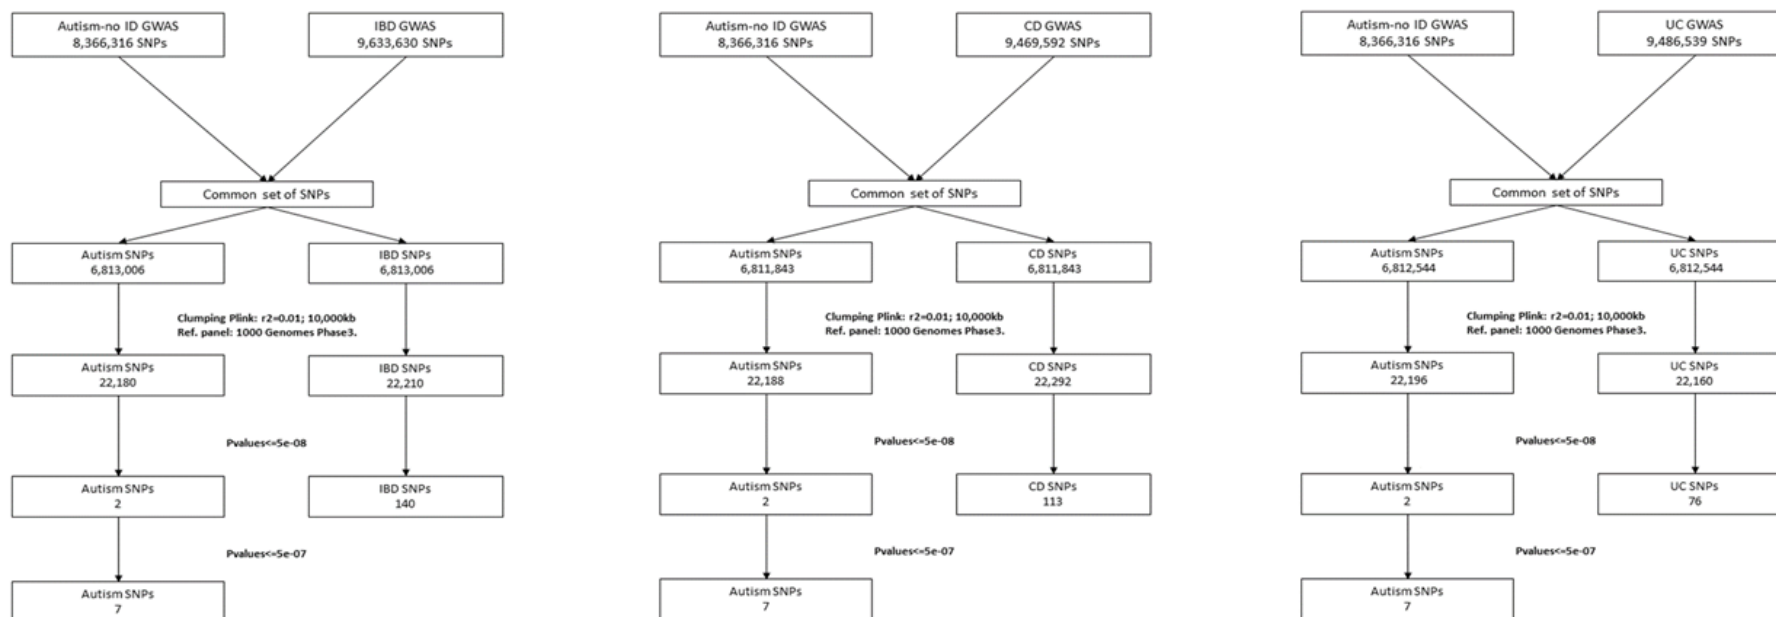 Autism-no ID GWAS
8,366,316 SNPs
IBD GWAS
9,633,630 SNPs
Common set of SNPs
Autism SNPs
6,813,006
IBD SNPs
6,813,006
Clumping Plink: r2=0.01; 10,000kb
Ref. panel: 1000 Genomes Phase3.
Autism SNPs
22,180
IBD SNPs
22,210
Pvalues<=5e-08
Autism SNPs
2
IBD SNPs
140
Pvalues<=5e-07
Autism SNPs
7
Autism-no ID GWAS
8,366,316 SNPs
CD GWAS
9,469,592 SNPs
Common set of SNPs
Autism SNPs
6,811,843
CD SNPs
6,811,843
Clumping Plink: r2=0.01; 10,000kb
Ref. panel: 1000 Genomes Phase3.
Autism SNPs
22,188
CD SNPs
22,292
Pvalues<=5e-08
Autism SNPs
2
CD SNPs
113
Pvalues<=5e-07
Autism SNPs
7
Autism-no ID GWAS
8,366,316 SNPs
UC GWAS
9,486,539 SNPs
Common set of SNPs
Autism SNPs
6,812,544
UC SNPs
6,812,544
Clumping Plink: r2=0.01; 10,000kb
Ref. panel: 1000 Genomes Phase3.
Autism SNPs
22,196
UC SNPs
22,160
Pvalues<=5e-08
Autism SNPs
2
UC SNPs
76
Pvalues<=5e-07
Autism SNPs
7